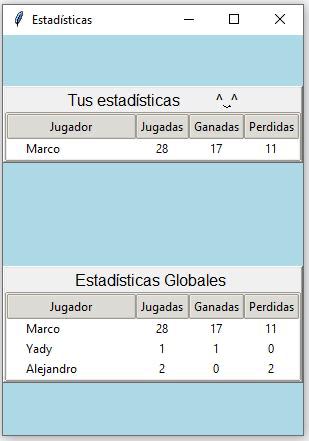 Estadísticas
Tus estadísticas ^_^
Jugador Jugadas Ganadas Perdidas
Marco 28 17 11
Estadísticas Globales
Jugador Jugadas Ganadas Perdidas
Marco 28 17 11
Yady 1 1 0
Alejandro 2 0 2